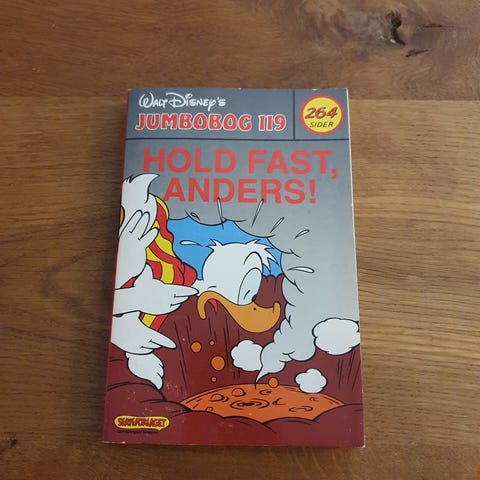 WALT DISNEY'S
JUMBOBOG 119
264
SIDER
HOLD FAST,
ANDERS!
SERIEFORLAGET